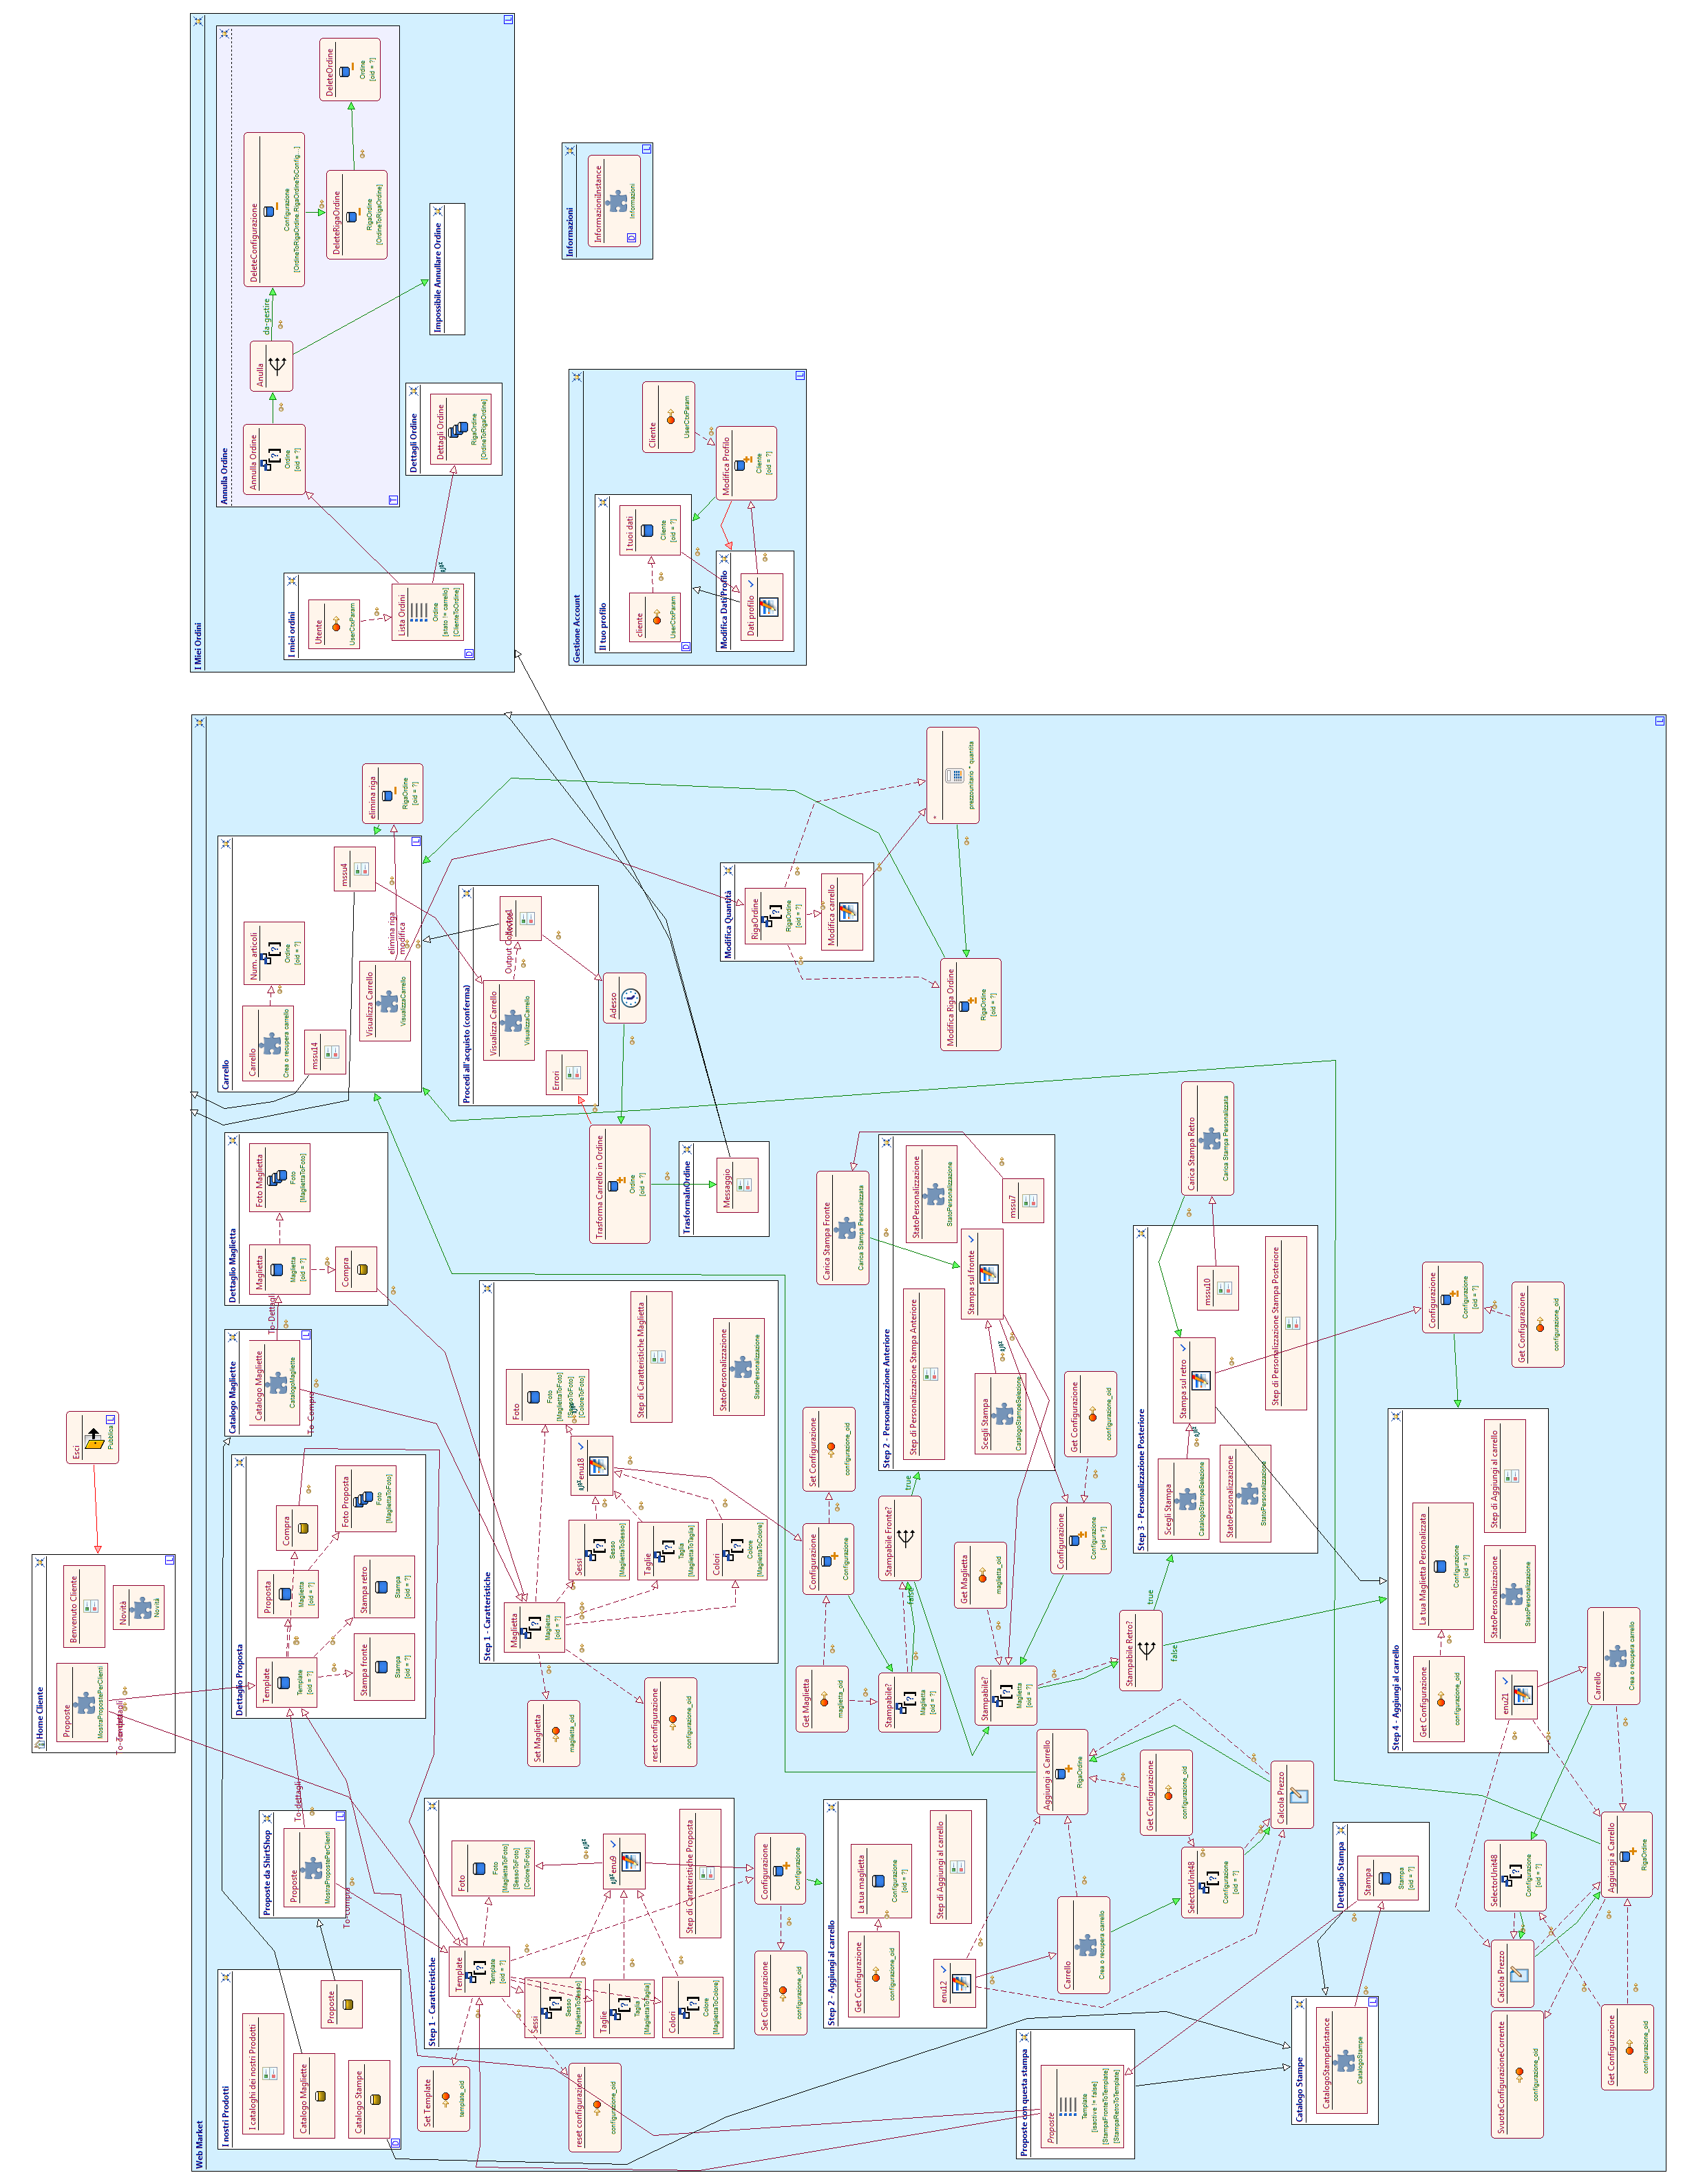 Home Cliente
Proposte
MostraPropostePerClienti
Benvenuto Cliente
Novità
Novità
To-dettagli
Esci
Pubblica
I Miei Ordini
I miei ordini
Utente
UserCtxParam
Lista Ordini
Ordine
[stato != carrello]
[ClienteToOrdine]
Annulla Ordine
Annulla Ordine
Ordine
[oid = ?]
Anulla
da-gestire
DeleteConfigurazione
Configurazione
[OrdineToRigaOrdine.RigaOrdineToConfig...]
DeleteRigaOrdine
RigaOrdine
[OrdineToRigaOrdine]
DeleteOrdine
Ordine
[oid = ?]
Dettagli Ordine
Dettagli Ordine
RigaOrdine
[OrdineToRigaOrdine]
Impossibile Annullare Ordine
Informazioni
InformazioniInstance
Informazioni
Gestione Account
Il tuo profilo
cliente
UserCtxParam
I tuoi dati
Cliente
[oid = ?]
Modifica Dati Profilo
Dati profilo
Cliente
UserCtxParam
Modifica Profilo
Cliente
[oid = ?]
Web Market
I nostri Prodotti
I cataloghi dei nostri Prodotti
Catalogo Magliette
Catalogo Stampe
Proposte
Proposte da ShirtShop
Proposte
MostraPropostePerClienti
To-dettagli
To-compra
Dettaglio Proposta
Template
Template
[oid = ?]
Proposta
Maglietta
[oid = ?]
Compra
Stampa fronte
Stampa
[oid = ?]
Stampa retro
Stampa
[oid = ?]
Foto Proposta
Foto
[MagliettaToFoto]
Catalogo Magliette
Catalogo Magliette
CatalogoMagliette
To-Dettagli
To Compra
Dettaglio Maglietta
Maglietta
Maglietta
[oid = ?]
Compra
Foto Maglietta
Foto
[MagliettaToFoto]
Carrello
Carrello
Crea o recupera carrello
Num. articoli
Ordine
[oid = ?]
mssu14
mssu4
Visualizza Carrello
VisualizzaCarrello
elimina riga
modifica
elimina riga
RigaOrdine
[oid = ?]
Procedi all'acquisto (conferma)
Visualizza Carrello
VisualizzaCarrello
Errori
Adesso
Trasforma Carrello in Ordine
Ordine
[oid = ?]
TrasformaInOrdine
Messaggio
Modifica Quantità
RigaOrdine
RigaOrdine
[oid = ?]
Modifica carrello
*
prezzounitario * quantita
Modifica Riga Ordine
RigaOrdine
[oid = ?]
Step 1 - Caratteristiche
Template
Template
[oid = ?]
Foto
Foto
[MagliettaToFoto]
[SessoToFoto]
[ColoreToFoto]
enu9
Sessi
Sesso
[MagliettaToSesso]
Taglie
Taglia
[MagliettaToTaglia]
Colori
Colore
[MagliettaToColore]
Step di Caratteristiche Proposta
Set Template
template_oid
reset configurazione
configurazione_oid
Configurazione
Configurazione
Set Configurazione
configurazione_oid
Step 1 - Caratteristiche
Maglietta
Maglietta
[oid = ?]
Foto
Foto
[MagliettaToFoto]
[ColoreToFoto]
enu18
Sessi
Sesso
[MagliettaToSesso]
Taglie
Taglia
[MagliettaToTaglia]
Colori
Colore
[MagliettaToColore]
Step di Caratteristiche Maglietta
StatoPersonalizzazione
StatoPersonalizzazione
Set Maglietta
maglietta_oid
reset configurazione
configurazione_oid
Configurazione
Configurazione
Set Configurazione
configurazione_oid
Get Maglietta
maglietta_oid
Stampabile?
Maglietta
[oid = ?]
Stampabile Fronte?
true
false
Step 2 - Personalizzazione Anteriore
Step di Personalizzazione Stampa Anteriore
StatoPersonalizzazione
StatoPersonalizzazione
Stampa sul fronte
Scegli Stampa
CatalogoStampeSelezione
mssu7
Carica Stampa Fronte
Carica Stampa Personalizzata
Get Maglietta
maglietta_oid
Stampabile?
Maglietta
[oid = ?]
Get Configurazione
configurazione_oid
Configurazione
Configurazione
[oid = ?]
Stampabile Retro?
true
false
Step 3 - Personalizzazione Posteriore
Scegli Stampa
CatalogoStampeSelezione
Stampa sul retro
mssu10
StatoPersonalizzazione
StatoPersonalizzazione
Step di Personalizzazione Stampa Posteriore
Carica Stampa Retro
Carica Stampa Personalizzata
Configurazione
Configurazione
[oid = ?]
Get Configurazione
configurazione_oid
Step 4 - Aggiungi al carrello
Get Configurazione
configurazione_oid
La tua Maglietta Personalizzata
Configurazione
[oid = ?]
Step di Aggiungi al carrello
StatoPersonalizzazione
StatoPersonalizzazione
enu21
Carrello
Crea o recupera carrello
SelectorUnit48
Configurazione
[oid = ?]
Calcola Prezzo
Aggiungi a Carrello
RigaOrdine
SvuotaConfigurazioneCorrente
configurazione_oid
Get Configurazione
configurazione_oid
Step 2 - Aggiungi al carrello
Get Configurazione
configurazione_oid
La tua maglietta
Configurazione
[oid = ?]
Step di Aggiungi al carrello
enu12
Carrello
Crea o recupera carrello
Aggiungi a Carrello
RigaOrdine
Get Configurazione
configurazione_oid
SelectorUnit48
Configurazione
[oid = ?]
Calcola Prezzo
Proposte con questa stampa
Proposte
Template
[isactive != false]
[StampaFronteToTemplate]
[StampaRetroToTemplate]
Catalogo Stampe
CatalogoStampeInstance
CatalogoStampe
Dettaglio Stampa
Stampa
Stampa
[oid = ?]